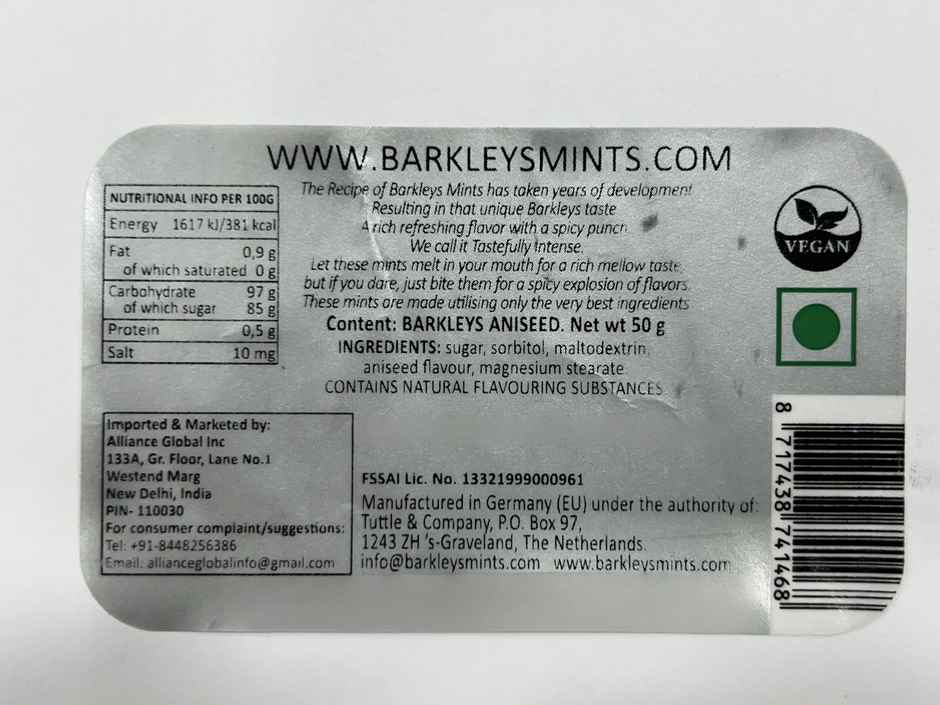 WWW.BARKLEYSMINTS.COM
The Recipe of Barkleys Mints has taken years of development
Resulting in that unique Barkleys taste
A rich refreshing flavor with a spicy punch
We call it Tastefully Intense.
Let these mints melt in your mouth for a rich mellow taste,
but if you dare, just bite them for a spicy explosion of flavors.
These mints are made utilising only the very best ingredients
Content: BARKLEYS ANISEED. Net wt 50 g
INGREDIENTS: sugar, sorbitol, maltodextrin,
aniseed flavour, magnesium stearate.
CONTAINS NATURAL FLAVOURING SUBSTANCES
NUTRITIONAL INFO PER 100G
Energy 1617 kJ/381 kcal
Fat 0,9 g
of which saturated 0 g
Carbohydrate 97 g
of which sugar 85 g
Protein 0,5 g
Salt 10 mg
VEGAN
Imported & Marketed by:
Alliance Global Inc
133A, Gr. Floor, Lane No.1
Westend Marg
New Delhi, India
PIN- 110030
For consumer complaint/suggestions:
Tel: +91-8448256386
Email: allianceglobalinfo@gmail.com
FSSAI Lic. No. 13321999000961
Manufactured in Germany (EU) under the authority of:
Tuttle & Company, P.O. Box 97,
1243 ZH 's-Graveland, The Netherlands.
info@barkleysmints.com www.barkleysmints.com
8 717438 741468